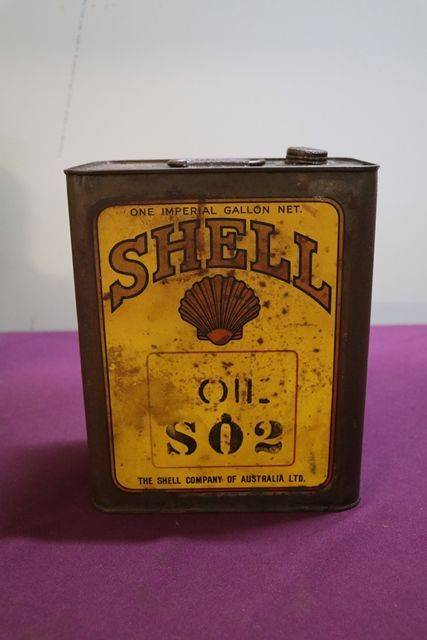 ONE IMPERIAL GALLON NET.
SHELL
OIL
SO2
THE SHELL COMPANY OF AUSTRALIA LTD.